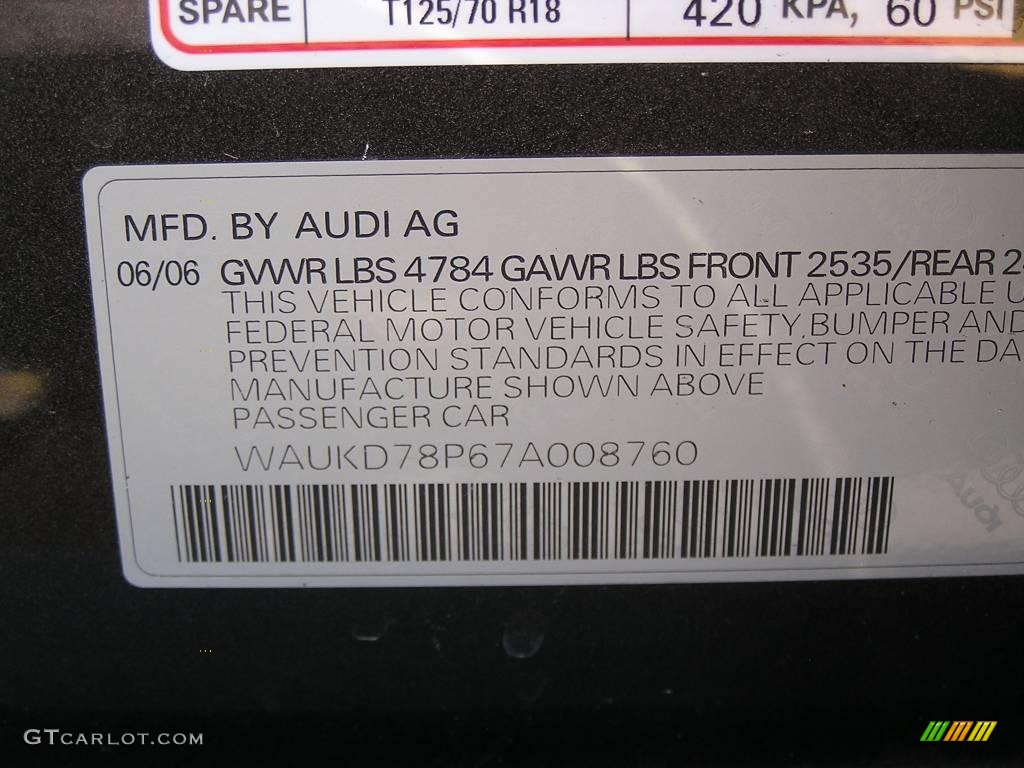 SPARE T125/70 R18 420 KPA, 60 PSI
MFD. BY AUDI AG
06/06 GVWR LBS 4784 GAWR LBS FRONT 2535/REAR
THIS VEHICLE CONFORMS TO ALL APPLICABLE
FEDERAL MOTOR VEHICLE SAFETY,BUMPER AND
PREVENTION STANDARDS IN EFFECT ON THE DA
MANUFACTURE SHOWN ABOVE
PASSENGER CAR
WAUKD78P67A008760
Audi
GTCARLOT.COM